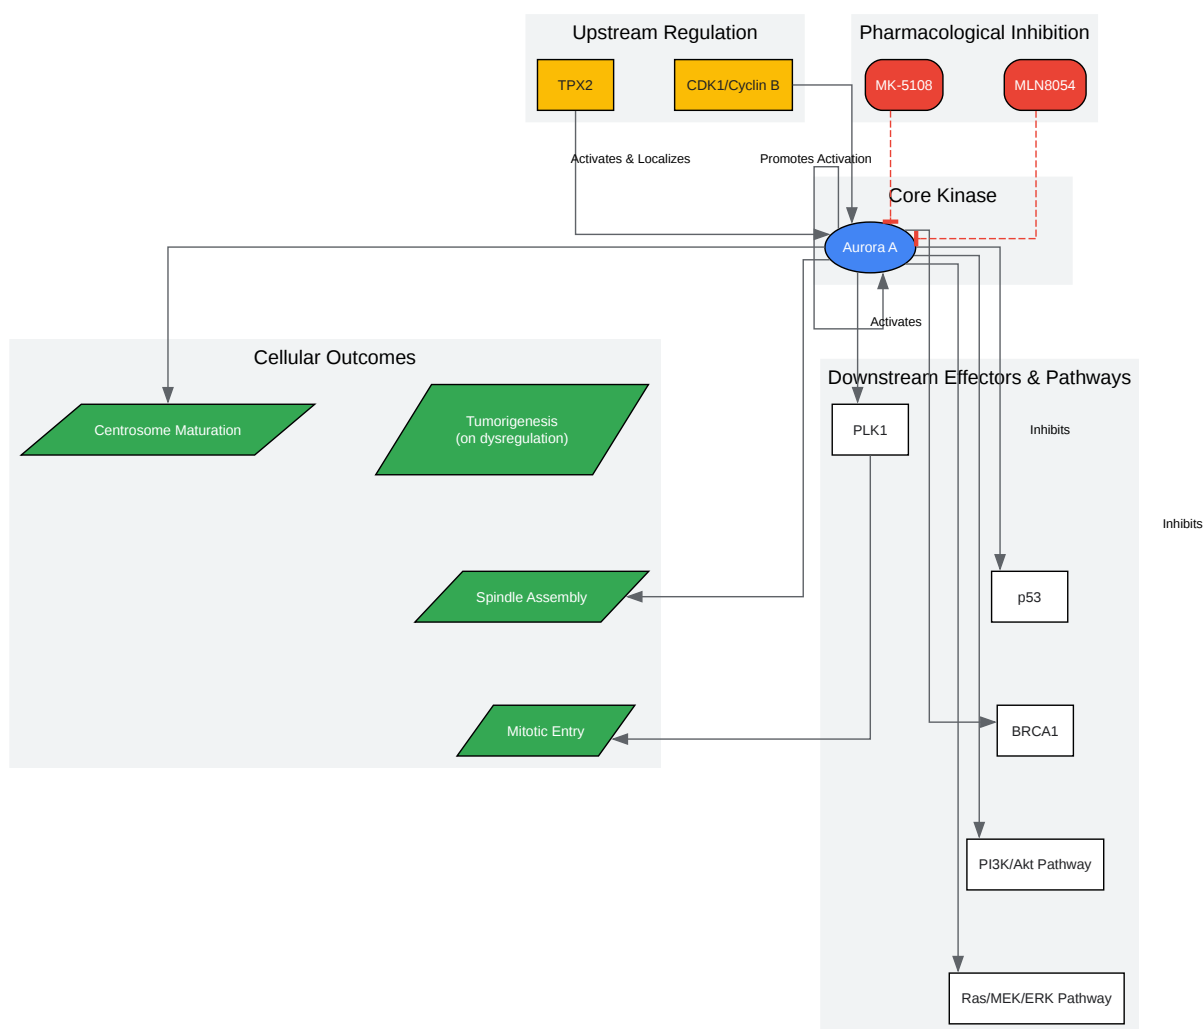 Upstream Regulation
Pharmacological Inhibition
TPX2
CDK1/Cyclin B
MK-5108
MLN8054
Activates & Localizes
Promotes Activation
Core Kinase
Aurora A
Activates
Cellular Outcomes
Downstream Effectors & Pathways
Centrosome Maturation
Tumorigenesis
(on dysregulation)
PLK1
Inhibits
Inhibits
Spindle Assembly
p53
Mitotic Entry
BRCA1
PI3K/Akt Pathway
Ras/MEK/ERK Pathway